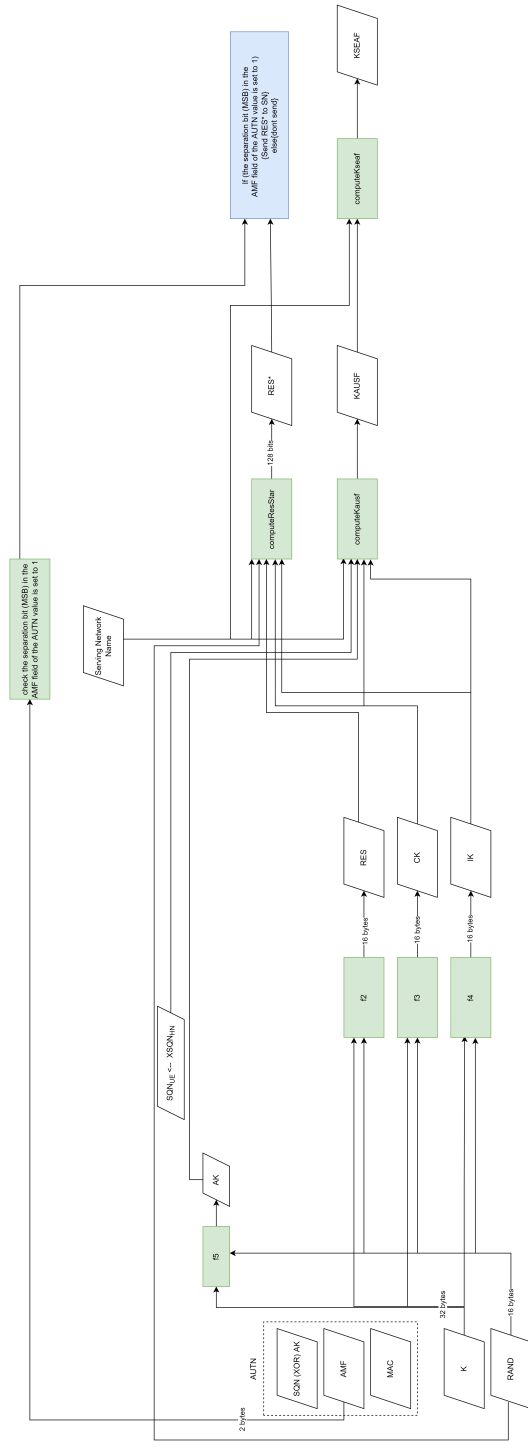 check the separation bit (MSB) in the
AMF field of the AUTN value is set to 1
If (the separation bit (MSB) in the
AMF field of the AUTN value is set to 1)
{Send RES* to SN}
else{dont send}
Serving Network
Name
2 bytes
AUTN
SQN (XOR) AK
AMF
MAC
f5
AK
SQN_UE <-- XSQN_HN
K
32 bytes
RAND
16 bytes
f2
16 bytes
RES
f3
16 bytes
CK
f4
16 bytes
IK
computeResStar
128 bits
RES*
computeKausf
KAUSF
computeKseaf
KSEAF